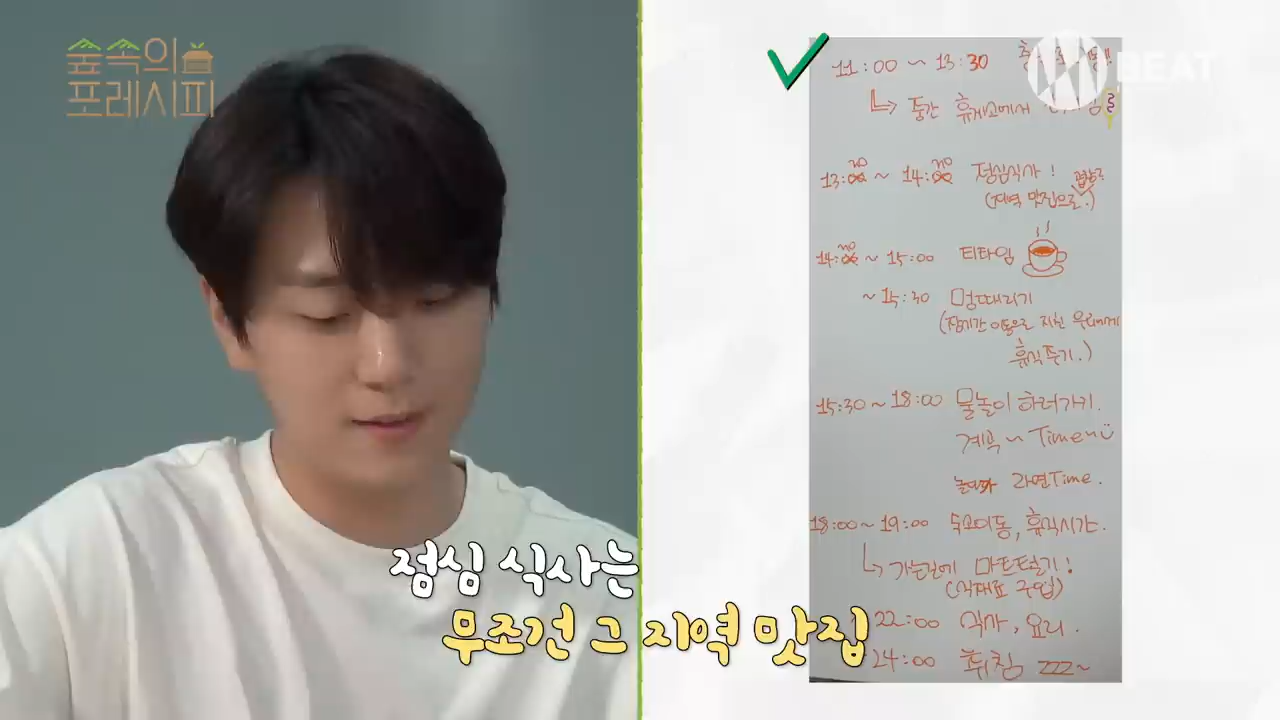 숲속의
포레시피
BEAT
11:00 ~ 13:30
↳ 중간 휴게소에서
13:30 ~ 14:30 점심식사!
(지역 맛집으로.)
14:30 ~ 15:00 티타임
~15:30 멍때리기
(장시간 이동으로 지친 우리에게
휴식주기.)
15:30 ~ 18:00 물놀이 하러가기.
계곡 ~ Time
놀다가 라면Time.
18:00 ~ 19:00 숙소이동, 휴식시간.
↳ 가는길에 마트털기!
(식재료 구입)
22:00 식사, 요리.
24:00 취침 zzz~
점심 식사는
무조건 그 지역 맛집